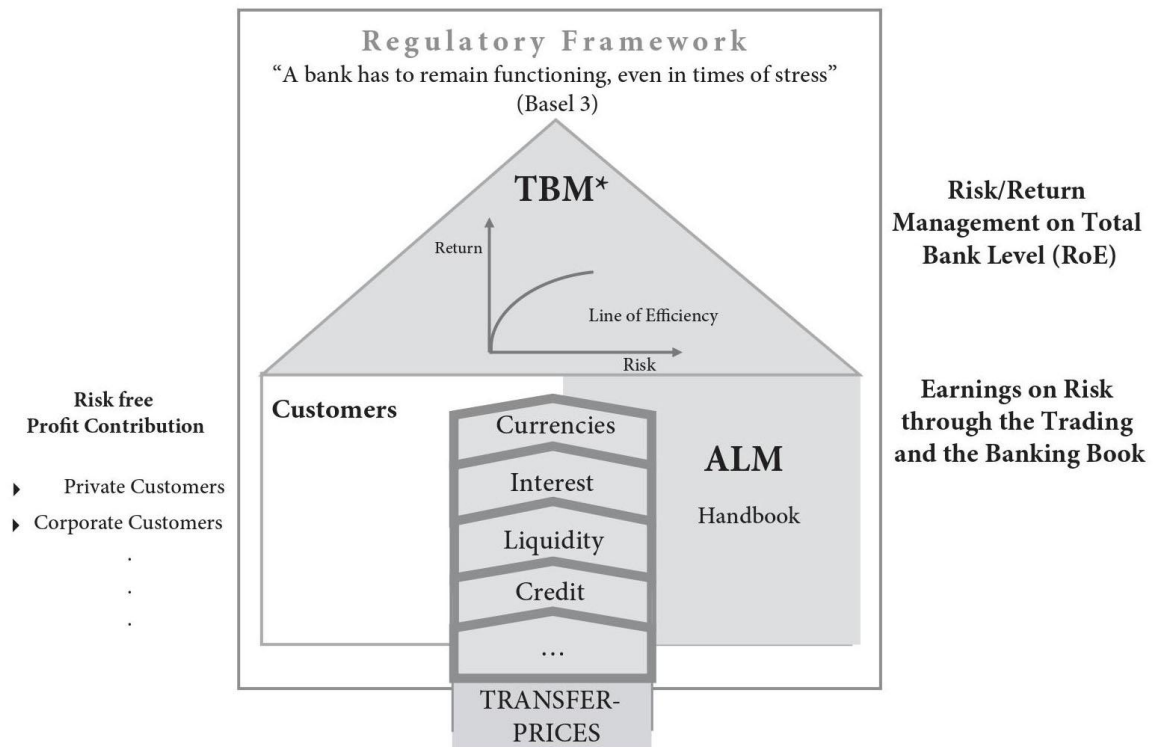 Regulatory Framework
“A bank has to remain functioning, even in times of stress”
(Basel 3)
TBM*
Return
Line of Efficiency
Risk
Risk/Return
Management on Total
Bank Level (RoE)
Risk free
Profit Contribution
Private Customers
Corporate Customers
.
.
.
Customers
Currencies
Interest
Liquidity
Credit
...
TRANSFER-
PRICES
ALM
Handbook
Earnings on Risk
through the Trading
and the Banking Book